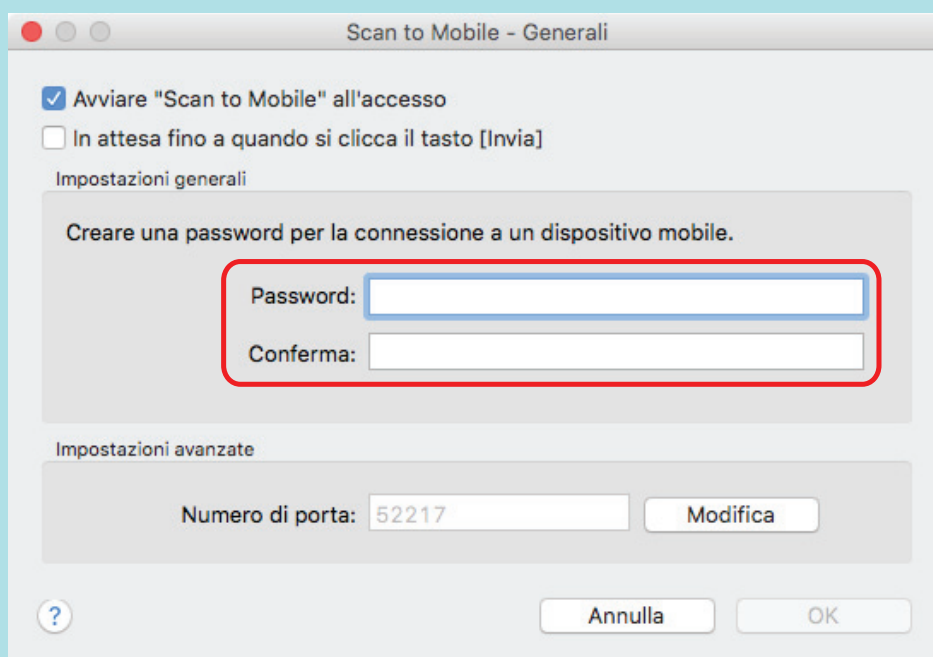 Scan to Mobile - Generali
Avviare "Scan to Mobile" all'accesso
In attesa fino a quando si clicca il tasto [Invia]
Impostazioni generali
Creare una password per la connessione a un dispositivo mobile.
Password:
Conferma:
Impostazioni avanzate
Numero di porta: 52217 Modifica
? Annulla OK